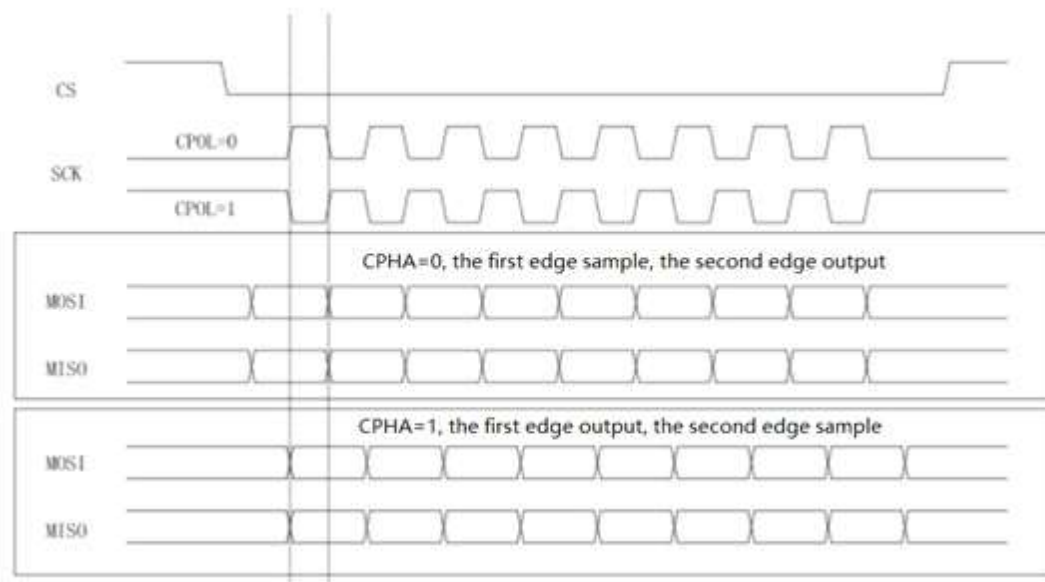 CS
CPOL=0
SCK
CPOL=1
CPHA=0, the first edge sample, the second edge output
MOSI
MISO
CPHA=1, the first edge output, the second edge sample
MOSI
MISO